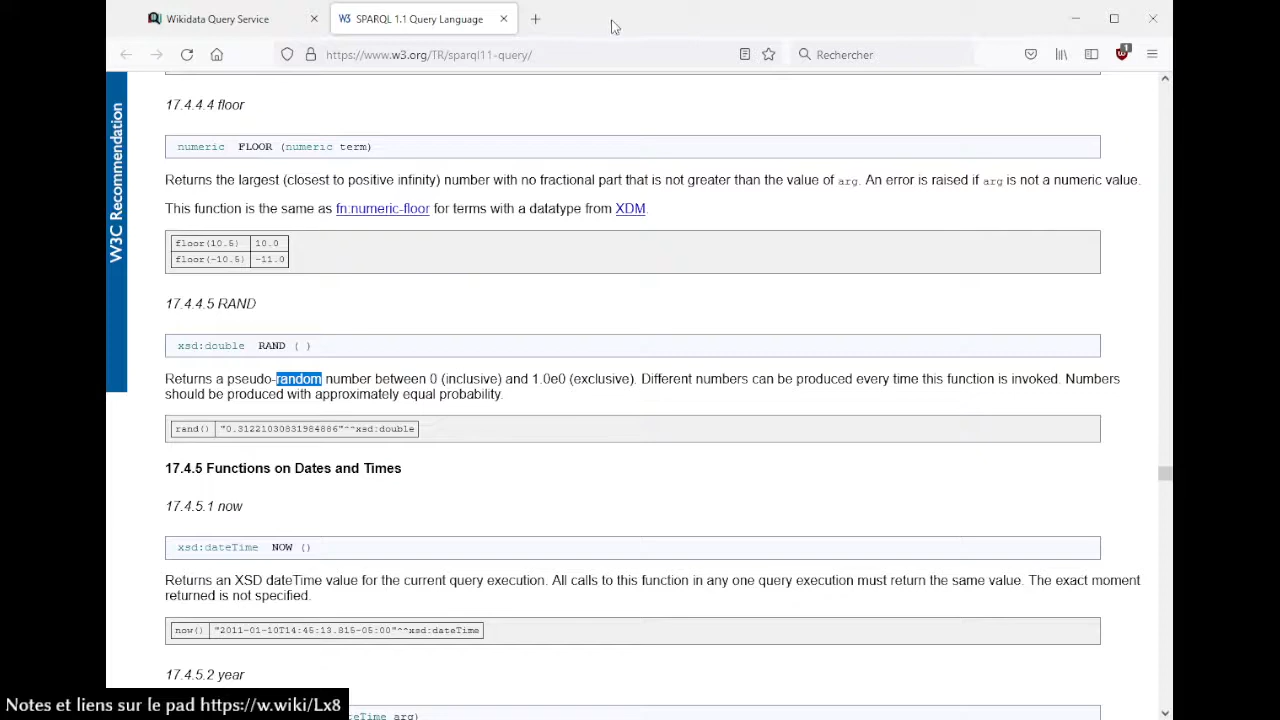 Wikidata Query Service
W3 SPARQL 1.1 Query Language
https://www.w3.org/TR/sparql11-query/
Rechercher
1
W3C Recommendation
17.4.4.4 floor
numeric FLOOR (numeric term)
Returns the largest (closest to positive infinity) number with no fractional part that is not greater than the value of arg. An error is raised if arg is not a numeric value.
This function is the same as fn:numeric-floor for terms with a datatype from XDM.
floor(10.5) 10.0
floor(-10.5) -11.0
17.4.4.5 RAND
xsd:double RAND ( )
Returns a pseudo-random number between 0 (inclusive) and 1.0e0 (exclusive). Different numbers can be produced every time this function is invoked. Numbers
should be produced with approximately equal probability.
rand() "0.31221030831984886"^^xsd:double
17.4.5 Functions on Dates and Times
17.4.5.1 now
xsd:dateTime NOW ()
Returns an XSD dateTime value for the current query execution. All calls to this function in any one query execution must return the same value. The exact moment
returned is not specified.
now() "2011-01-10T14:45:13.815-05:00"^^xsd:dateTime
17.4.5.2 year
teTime arg)
Notes et liens sur le pad https://w.wiki/Lx8